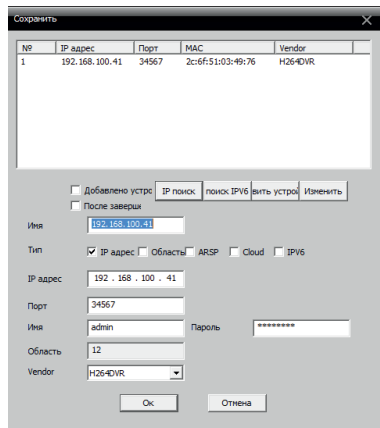 Сохранить
№ IP адрес Порт MAC Vendor
1 192.168.100.41 34567 2c:6f:51:03:49:76 H264DVR
Добавлено устрс IP поиск поиск IPV6 вить устрой Изменить
После заверши
Имя 192.168.100.41
Тип IP адрес Область ARSP Cloud IPV6
IP адрес 192 . 168 . 100 . 41
Порт 34567
Имя admin Пароль ********
Область 12
Vendor H264DVR
Ок Отмена